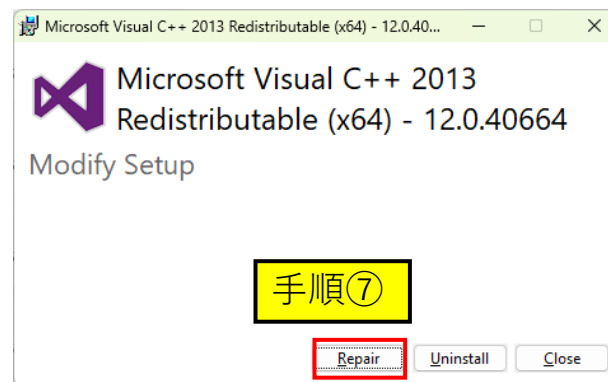 Microsoft Visual C++ 2013 Redistributable (x64) - 12.0.40...
Microsoft Visual C++ 2013
Redistributable (x64) - 12.0.40664
Modify Setup
手順⑦
Repair Uninstall Close